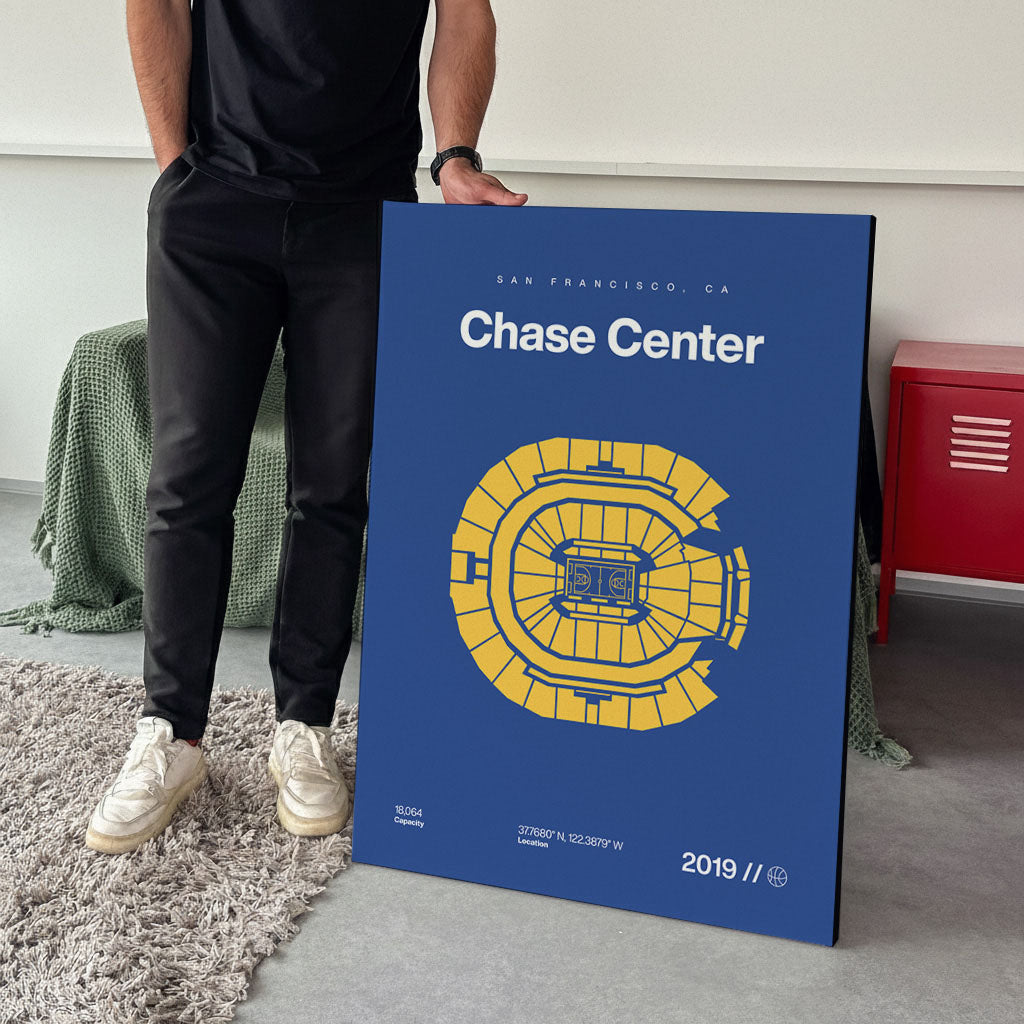 SAN FRANCISCO, CA
Chase Center
18,064
Capacity
37.7680° N, 122.3879° W
Location
2019 //